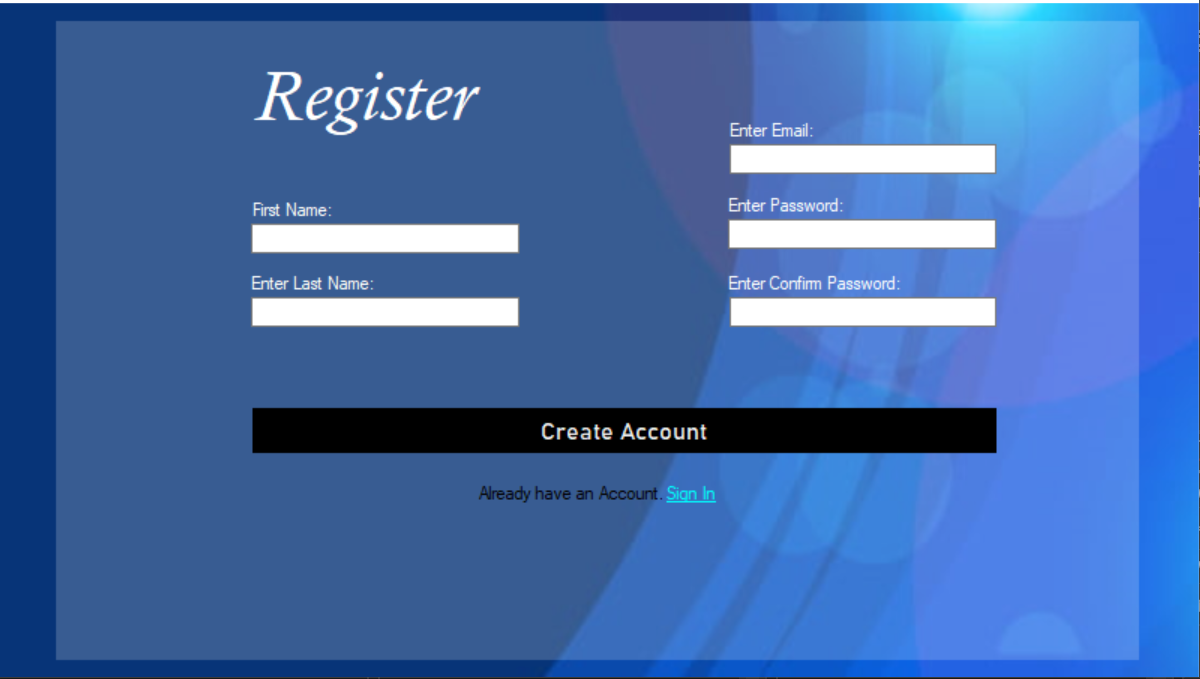 Register
First Name:
Enter Last Name:
Enter Email:
Enter Password:
Enter Confirm Password:
Create Account
Already have an Account. Sign In